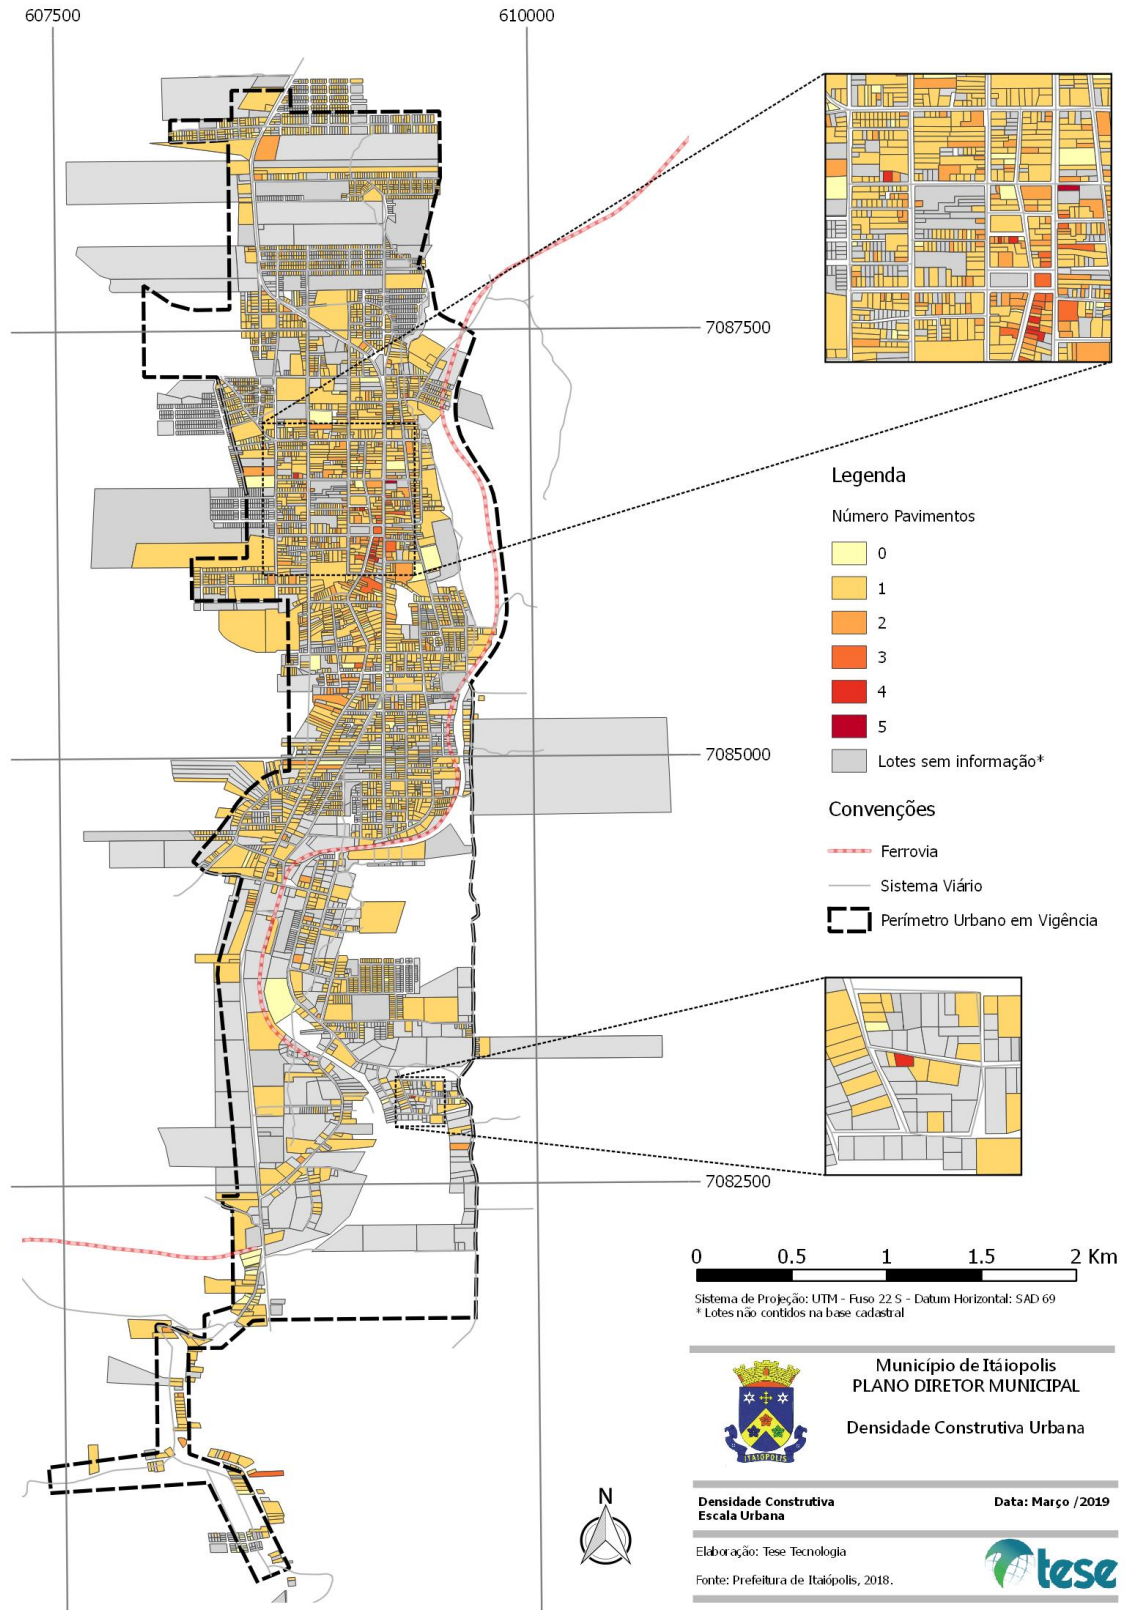 607500
610000
7087500
Legenda
Número Pavimentos
0
1
2
3
4
5
Lotes sem informação*
7085000
Convenções
Ferrovia
Sistema Viário
Perímetro Urbano em Vigência
7082500
0 0.5 1 1.5 2 Km
Sistema de Projeção: UTM - Fuso 22 S - Datum Horizontal: SAD 69
* Lotes não contidos na base cadastral
Município de Itáiopolis
PLANO DIRETOR MUNICIPAL
Densidade Construtiva Urbana
ITAIÓPOLIS
N
Densidade Construtiva
Escala Urbana
Data: Março /2019
Elaboração: Tese Tecnologia
Fonte: Prefeitura de Itaiópolis, 2018.
tese